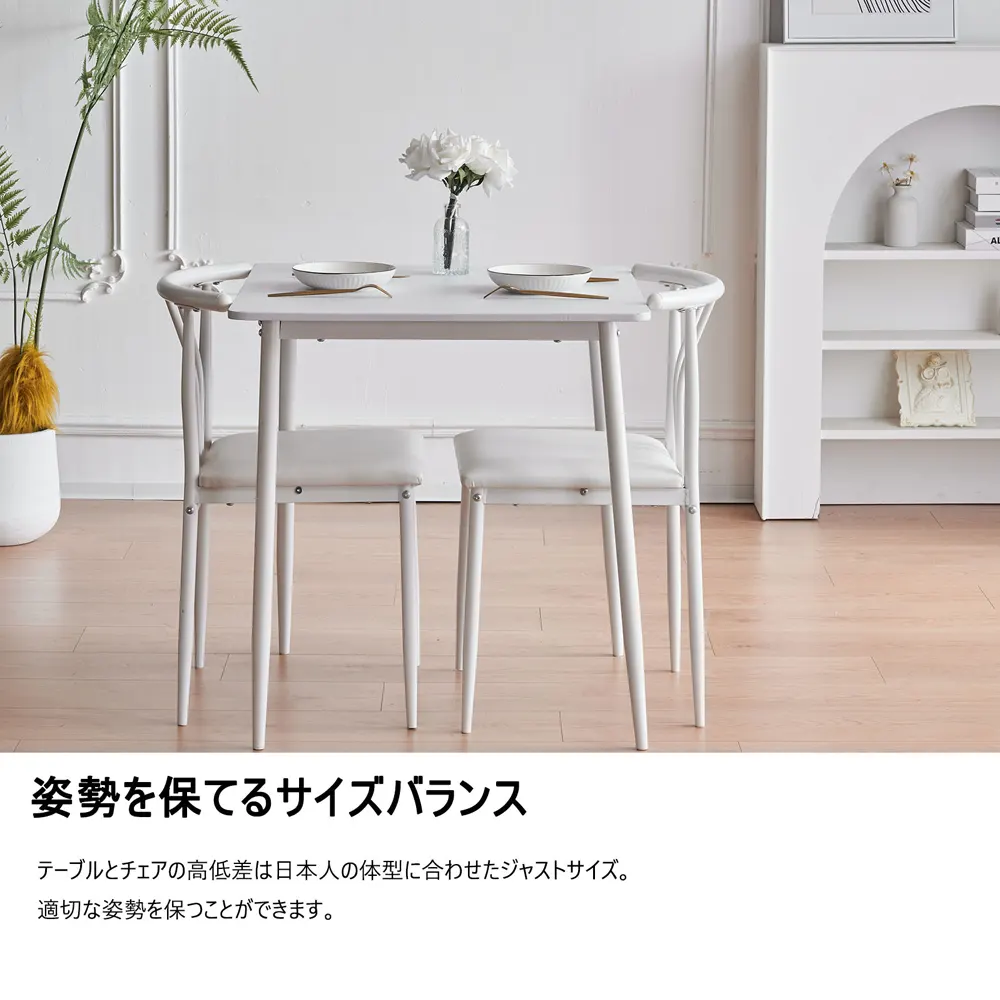 AL
姿勢を保てるサイズバランス
テーブルとチェアの高低差は日本人の体型に合わせたジャストサイズ。
適切な姿勢を保つことができます。